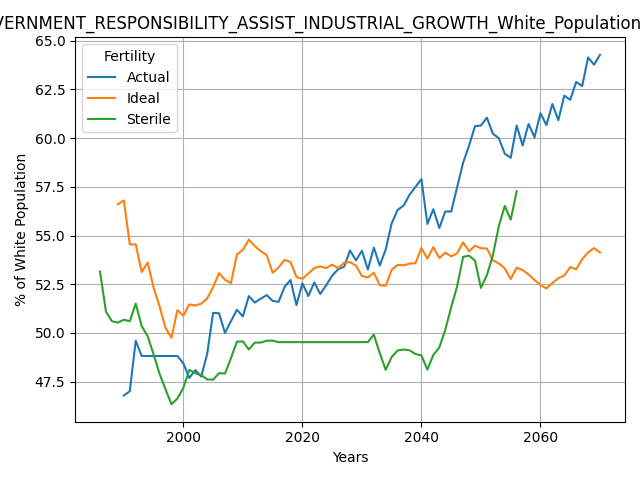 VERNMENT_RESPONSIBILITY_ASSIST_INDUSTRIAL_GROWTH_White_Population
65.0
62.5
60.0
57.5
55.0
52.5
50.0
47.5
% of White Population
Fertility
Actual
Ideal
Sterile
2000
2020
2040
2060
Years